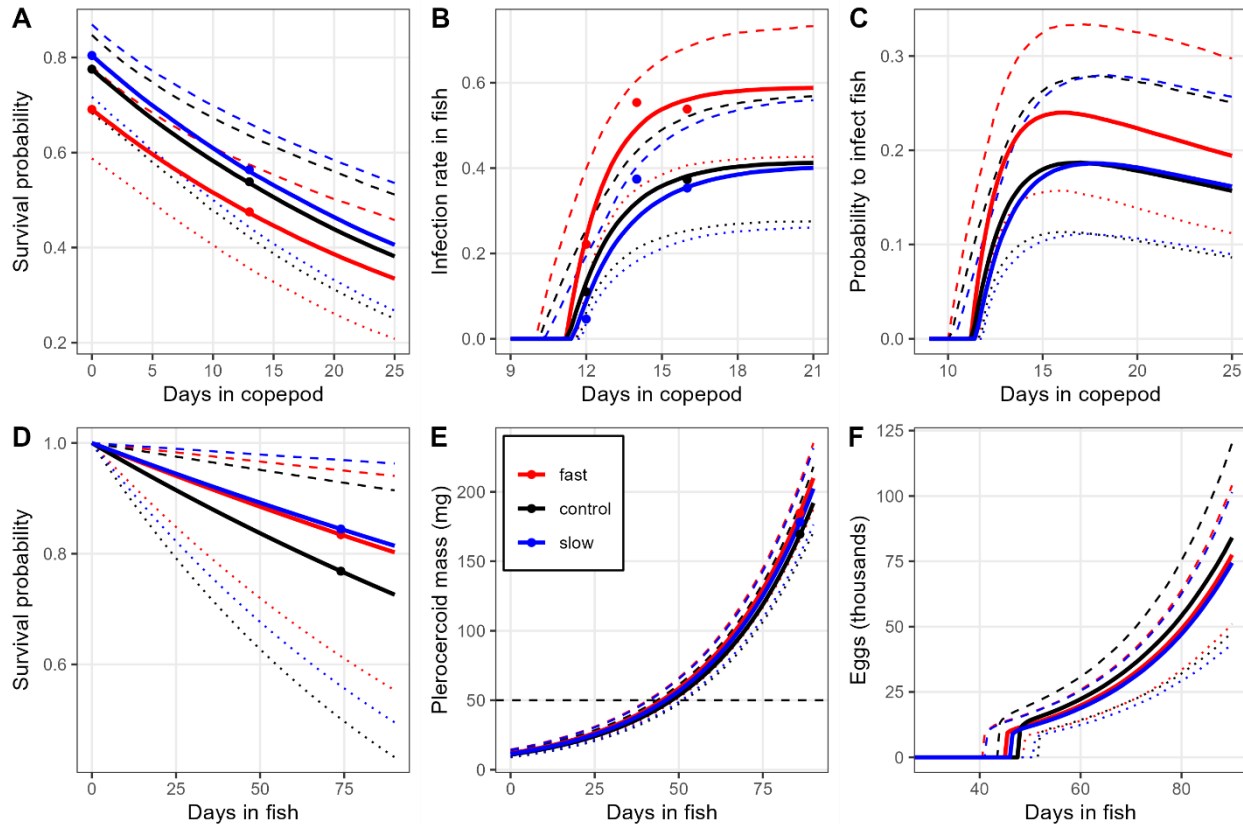 A
Survival probability
0.8
0.6
0.4
0.2
0 5 10 15 20 25
Days in copepod
B
Infection rate in fish
0.6
0.4
0.2
0.0
9 12 15 18 21
Days in copepod
C
Probability to infect fish
0.3
0.2
0.1
0.0
10 15 20 25
Days in copepod
D
Survival probability
1.0
0.8
0.6
0 25 50 75
Days in fish
E
Plerocercoid mass (mg)
200
150
100
50
0
fast
control
slow
0 25 50 75
Days in fish
F
Eggs (thousands)
125
100
75
50
25
0
40 60 80
Days in fish